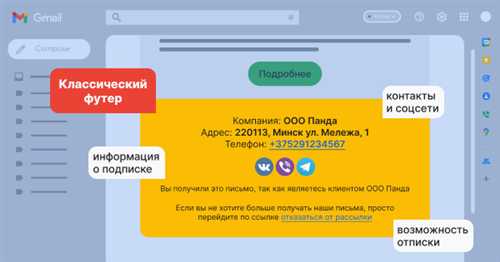 Gmail
Compose
Подробнее
Классический
футер
контакты
и соцсети
Компания: ООО Панда
Адрес: 220113, Минск ул. Мележа, 1
Телефон: +375291234567
информация
о подписке
Вы получили это письмо, так как являетесь клиентом ООО Панда
Если вы не хотите больше получать наши письма, просто
перейдите по ссылке отказаться от рассылки
возможность
отписки